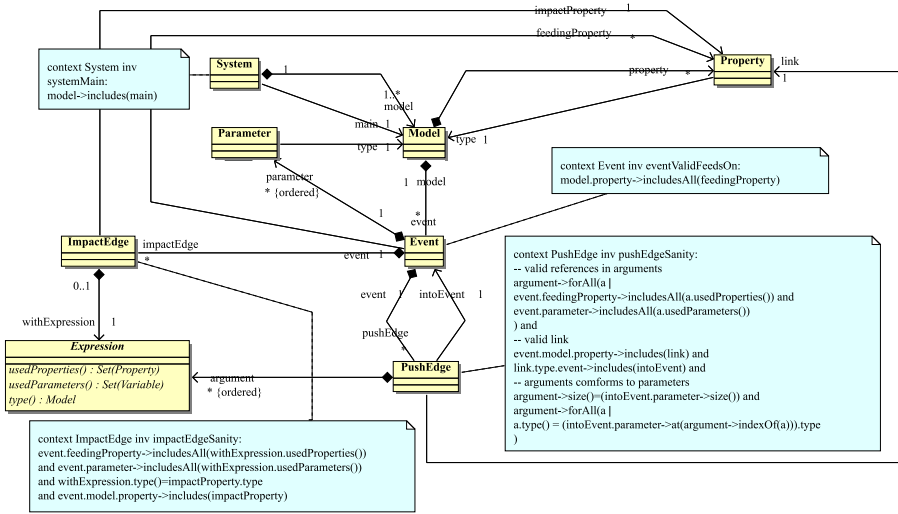 impactProperty
1
feedingProperty
*
context System inv
systemMain:
model->includes(main)
System
1
1..*
model
property
*
Property
link
1
main 1
Parameter
type 1
Model
type 1
parameter
* {ordered}
1
1
model
*
event
context Event inv eventValidFeedsOn:
model.property->includesAll(feedingProperty)
ImpactEdge
impactEdge
*
event 1
Event
0..1
withExpression
1
event 1
intoEvent 1
pushEdge
*
context PushEdge inv pushEdgeSanity:
-- valid references in arguments
argument->forAll(a |
event.feedingProperty->includesAll(a.usedProperties()) and
event.parameter->includesAll(a.usedParameters())
) and
-- valid link
event.model.property->includes(link) and
link.type.event->includes(intoEvent) and
-- arguments comforms to parameters
argument->size()=(intoEvent.parameter->size()) and
argument->forAll(a |
a.type() = (intoEvent.parameter->at(argument->indexOf(a))).type
)
Expression
usedProperties() : Set(Property)
usedParameters() : Set(Variable)
type() : Model
argument
* {ordered}
PushEdge
context ImpactEdge inv impactEdgeSanity:
event.feedingProperty->includesAll(withExpression.usedProperties())
and event.parameter->includesAll(withExpression.usedParameters())
and withExpression.type()=impactProperty.type
and event.model.property->includes(impactProperty)